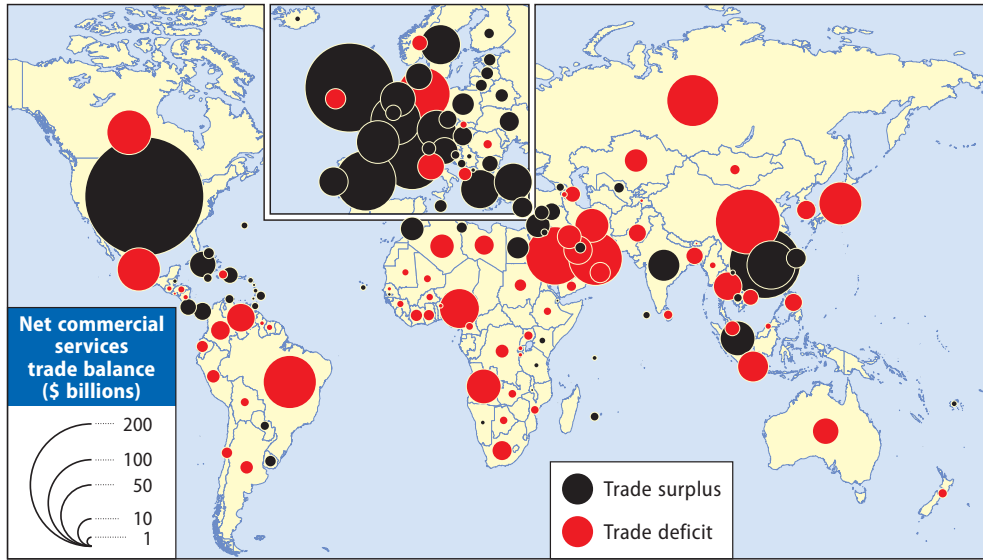 Net commercial
services
trade balance
($ billions)
200
100
50
10
1
Trade surplus
Trade deficit